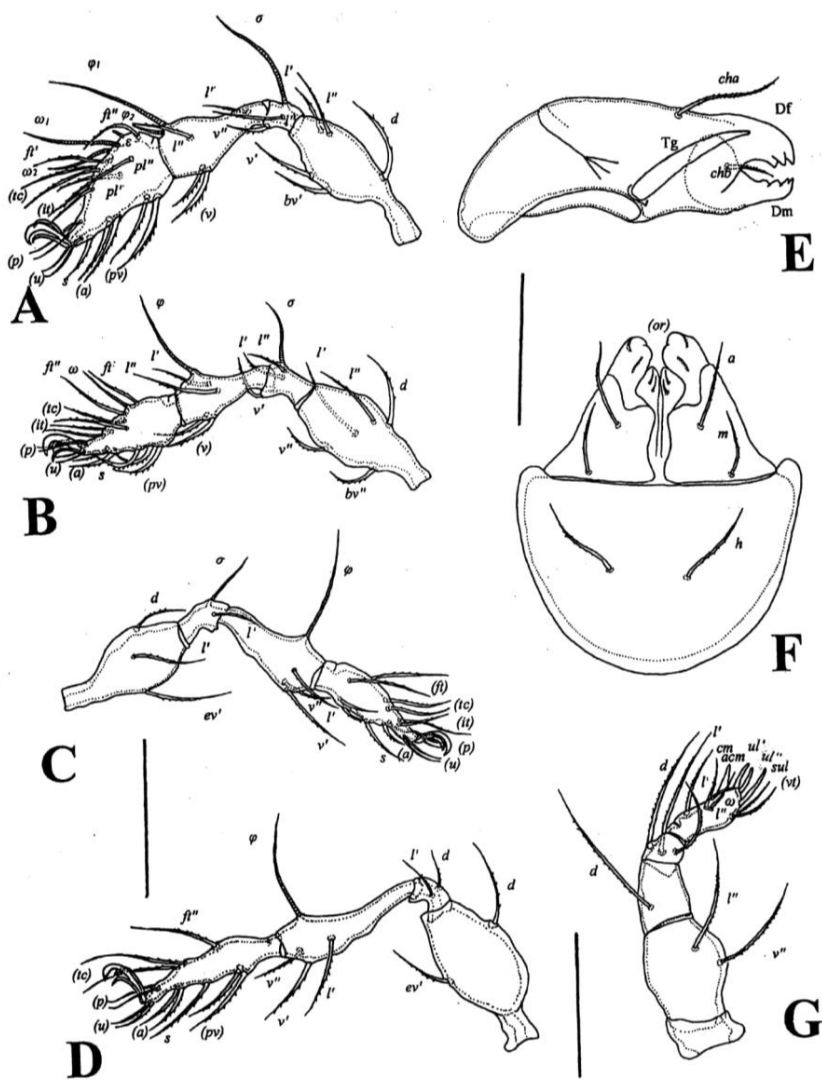 σ
φ₁
l'
l'
l"
d
ω₁
ft"
φ₂
ε
l"
v"
ft'
ω₂
pl"
pl'
v'
bv'
(v)
(tc)
(it)
(p)
(u)
s
(a)
(pv)
A
cha
Df
Tg
chb
Dm
E
φ
σ
ft"
ω
ft'
l"
l'
l'
l"
l'
l"
d
(tc)
(it)
(p)
(u)
(a)
s
(pv)
(v)
v'
v"
bv"
B
(or)
a
m
h
F
σ
φ
d
l'
l'
ev'
v"
l'
v'
(ft)
(tc)
(it)
(p)
s
(a)
(u)
C
φ
l'
d
d
ft"
(tc)
(p)
(u)
(a)
s
(pv)
v"
v'
l'
ev'
D
d
l'
cm
acm
ul'
ul"
sul
(vt)
l'
l"
ω
d
l"
v"
G